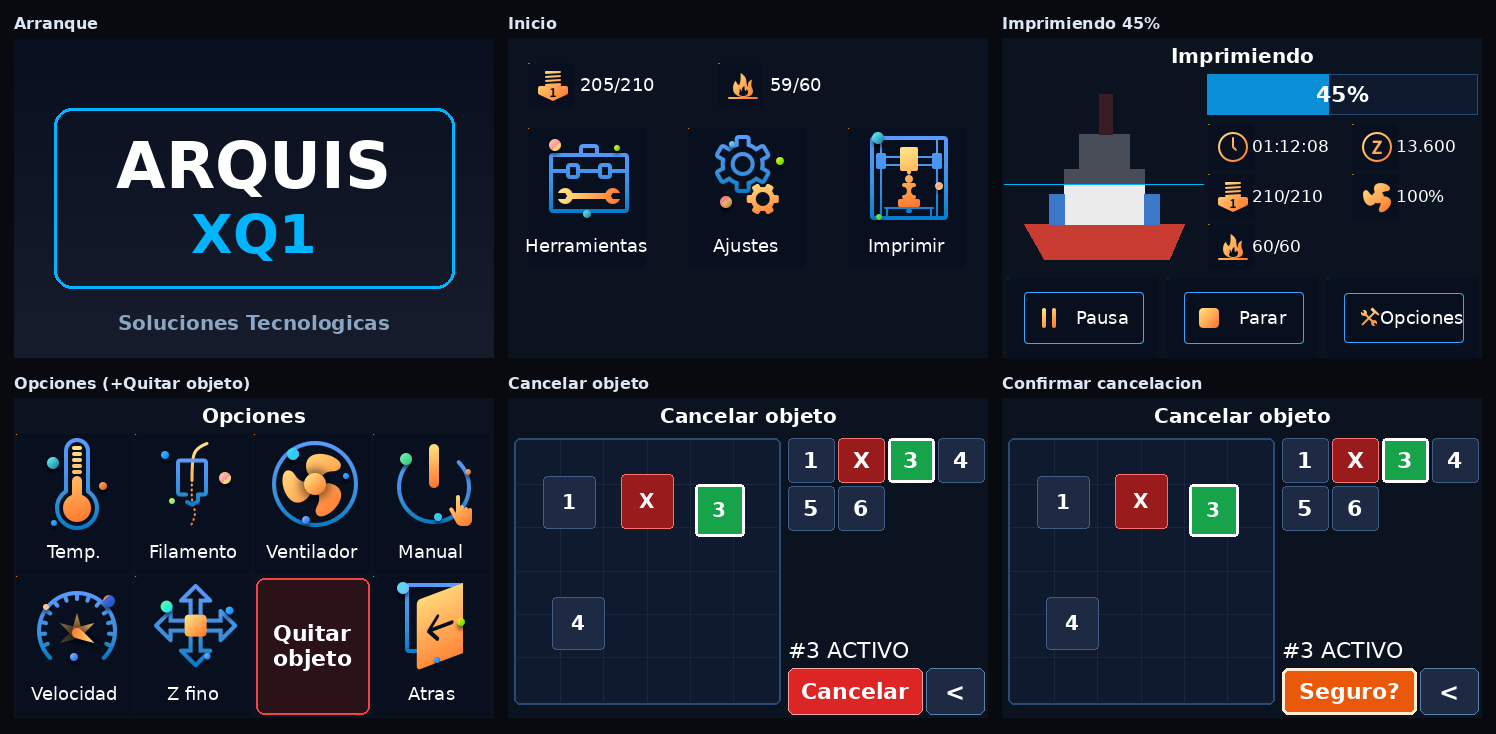 Arranque
ARQUIS
XQ1
Soluciones Tecnologicas
Inicio
1
205/210
59/60
Herramientas
Ajustes
Imprimir
Imprimiendo 45%
Imprimiendo
45%
01:12:08
Z
13.600
1
210/210
100%
60/60
Pausa
Parar
Opciones
Opciones (+Quitar objeto)
Opciones
Temp.
Filamento
Ventilador
Manual
Velocidad
Z fino
Quitar
objeto
Atras
Cancelar objeto
Cancelar objeto
1
X
3
4
1
X
3
4
5
6
#3 ACTIVO
Cancelar
<
Confirmar cancelacion
Cancelar objeto
1
X
3
4
1
X
3
4
5
6
#3 ACTIVO
Seguro?
<